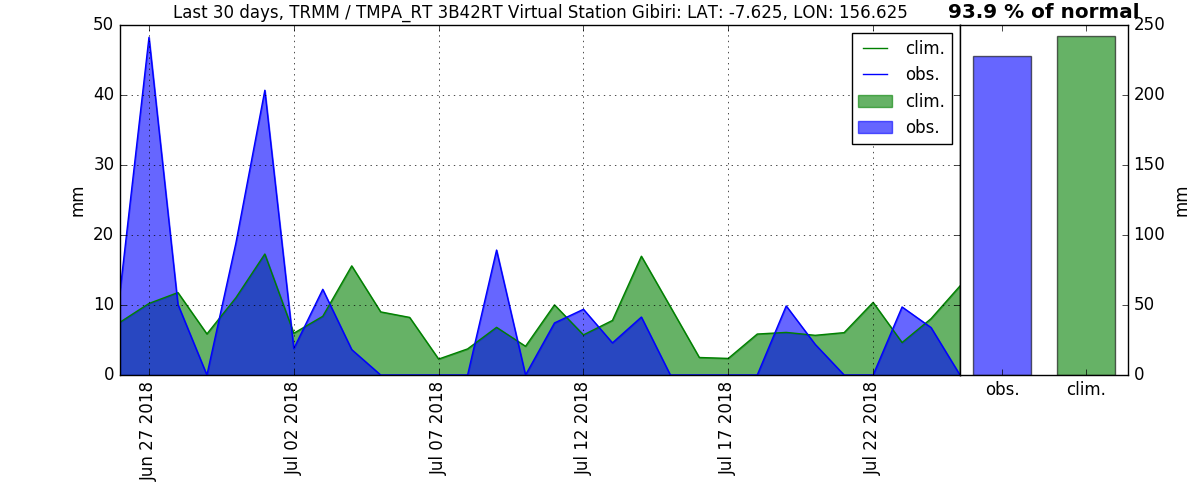 Last 30 days, TRMM / TMPA_RT 3B42RT Virtual Station Gibiri: LAT: -7.625, LON: 156.625
93.9 % of normal
50
40
30
20
10
0
mm
clim.
obs.
clim.
obs.
250
200
150
100
50
0
mm
obs.
clim.
Jun 27 2018
Jul 02 2018
Jul 07 2018
Jul 12 2018
Jul 17 2018
Jul 22 2018